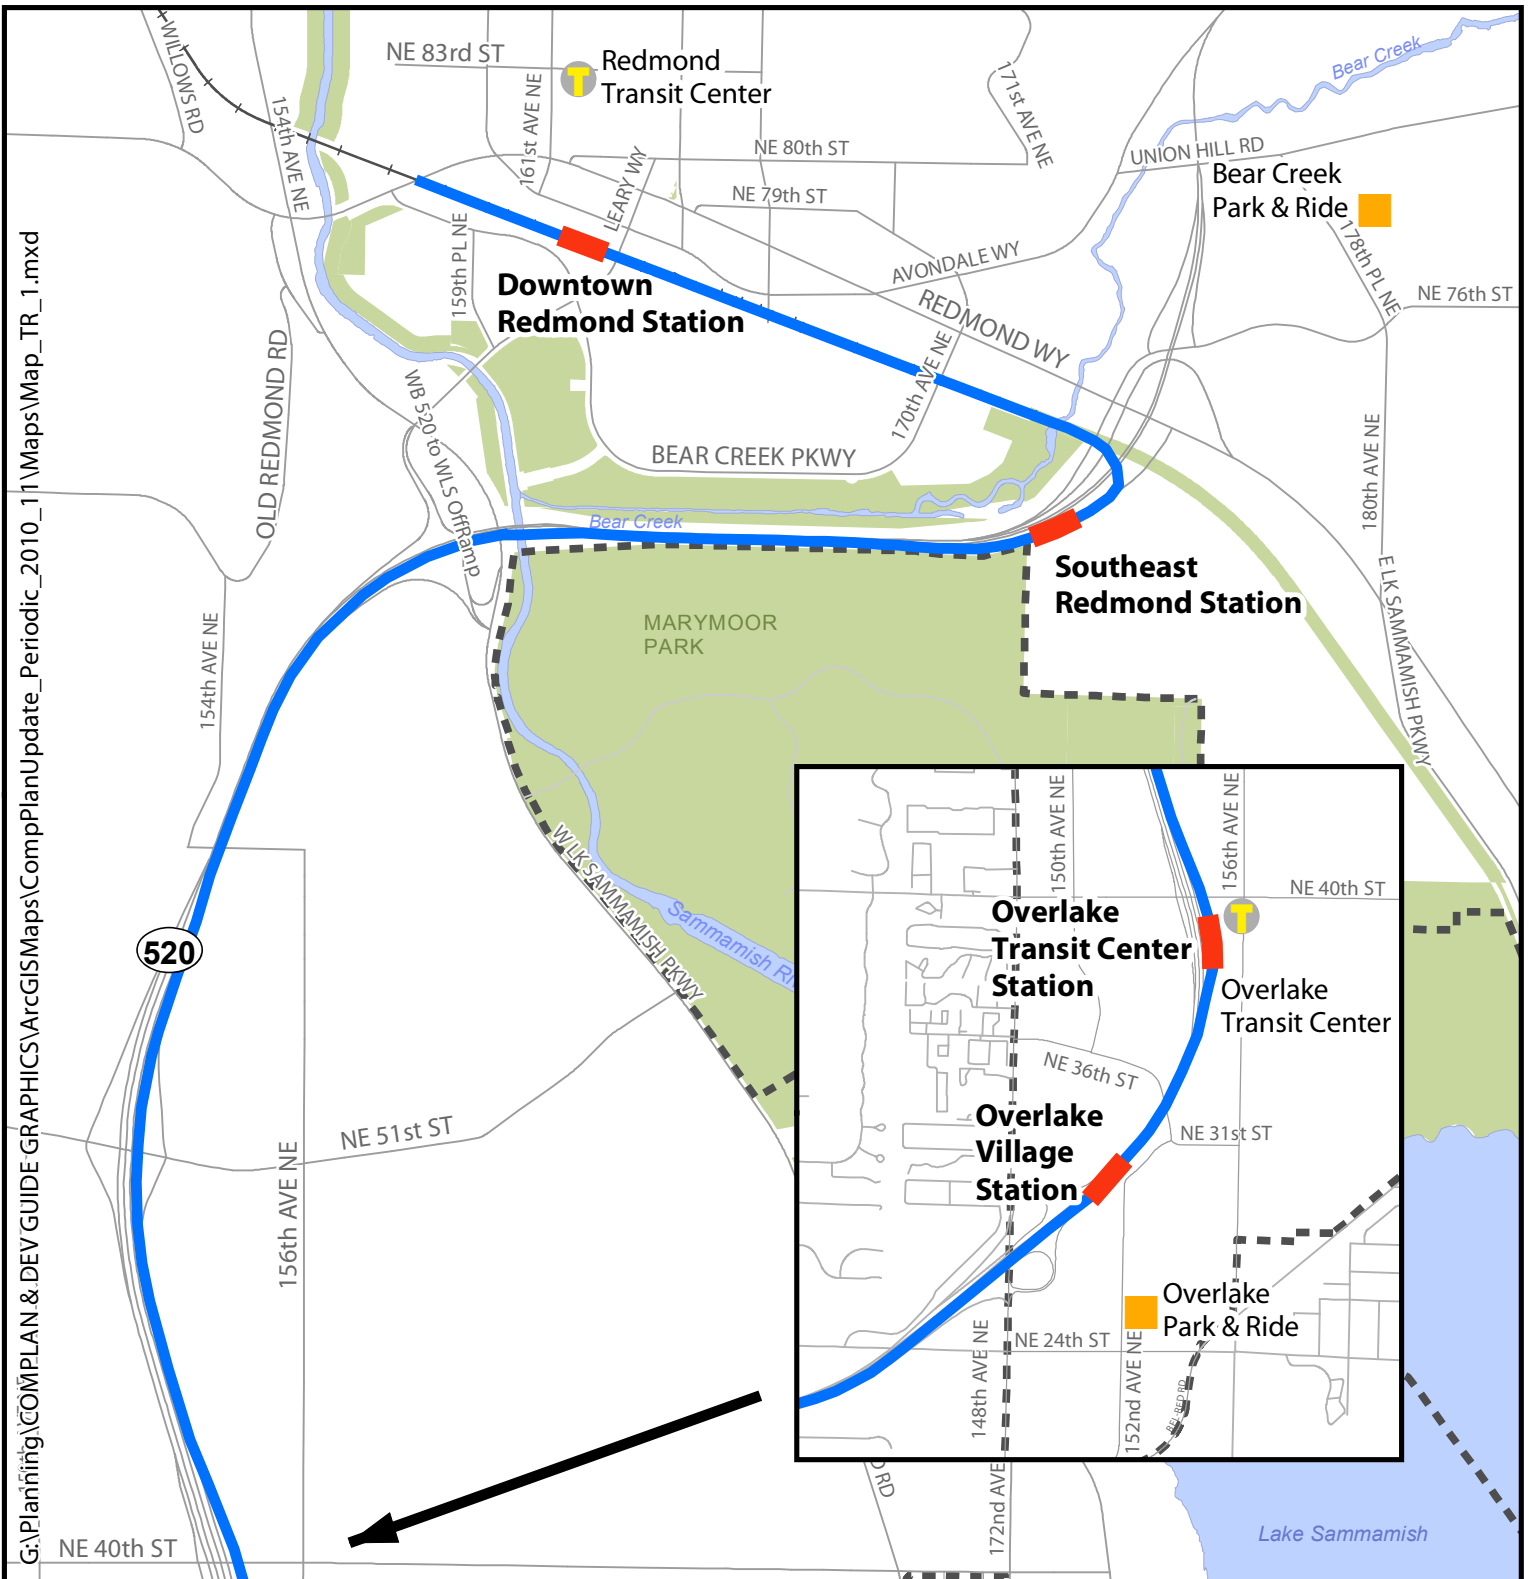 WILLOWS RD
NE 83rd ST
Redmond
Transit Center
154th AVE NE
161st AVE NE
171st AVE NE
Bear Creek
NE 80th ST
UNION HILL RD
LEARY WY
NE 79th ST
Bear Creek
Park & Ride
159th PL NE
AVONDALE WY
178th PL NE
NE 76th ST
Downtown
Redmond Station
REDMOND WY
170th AVE NE
OLD REDMOND RD
WB 520 to WLS OffRamp
BEAR CREEK PKWY
180th AVE NE
Bear Creek
Southeast
Redmond Station
E LK SAMMAMISH PKWY
MARYMOOR
PARK
154th AVE NE
W LK SAMMAMISH PKWY
Sammamish Ri
520
NE 51st ST
156th AVE NE
NE 40th ST
150th AVE NE
156th AVE NE
NE 40th ST
Overlake
Transit Center
Station
Overlake
Transit Center
NE 36th ST
Overlake
Village
Station
NE 31st ST
Overlake
Park & Ride
NE 24th ST
148th AVE NE
152nd AVE NE
BEL-RED RD
RD
172nd AVE
Lake Sammamish
G:\Planning\COMPLAN & DEV GUIDE GRAPHICS\ArcGISMaps\CompPlanUpdate_Periodic_2010_11\Maps\Map_TR_1.mxd